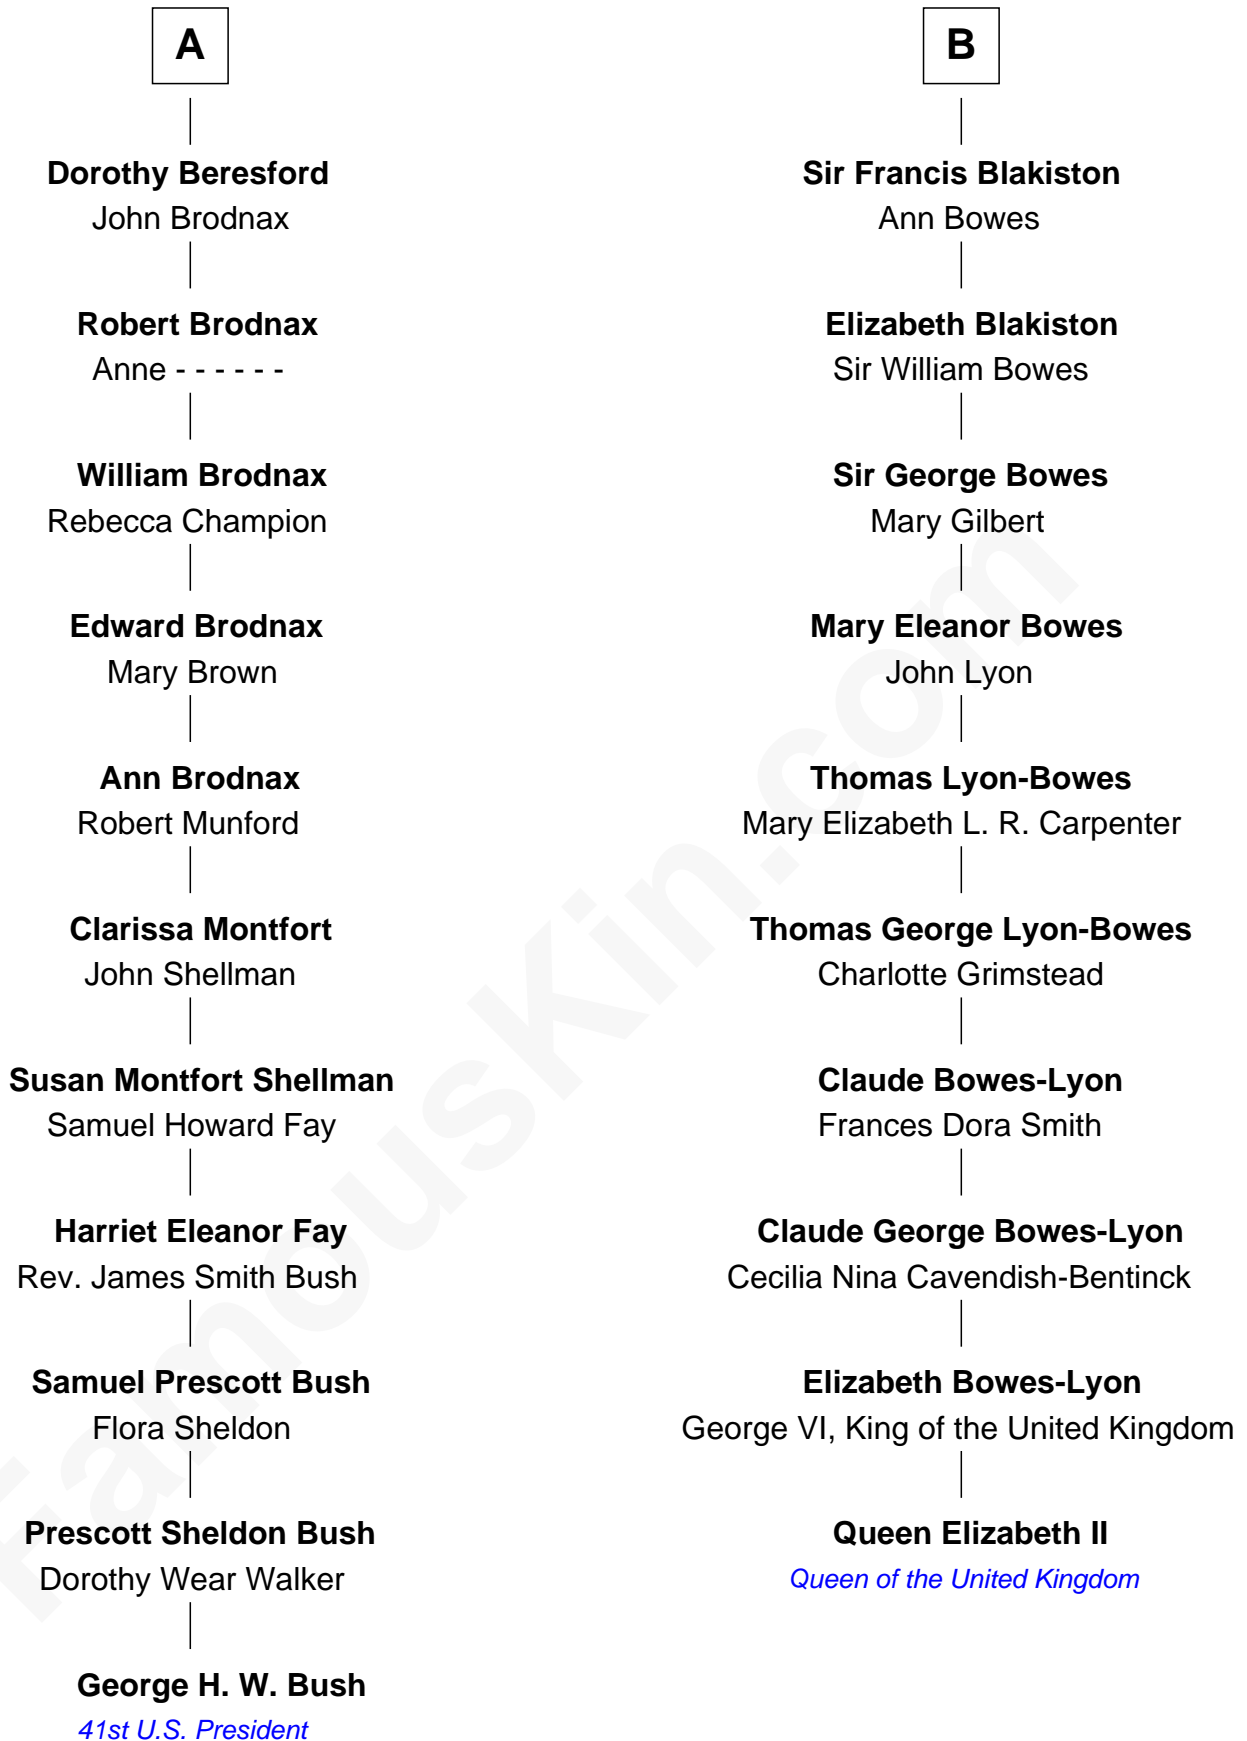 A
Dorothy Beresford
John Brodnax
Robert Brodnax
Anne - - - - - -
William Brodnax
Rebecca Champion
Edward Brodnax
Mary Brown
Ann Brodnax
Robert Munford
Clarissa Montfort
John Shellman
Susan Montfort Shellman
Samuel Howard Fay
Harriet Eleanor Fay
Rev. James Smith Bush
Samuel Prescott Bush
Flora Sheldon
Prescott Sheldon Bush
Dorothy Wear Walker
George H. W. Bush
41st U.S. President
B
Sir Francis Blakiston
Ann Bowes
Elizabeth Blakiston
Sir William Bowes
Sir George Bowes
Mary Gilbert
Mary Eleanor Bowes
John Lyon
Thomas Lyon-Bowes
Mary Elizabeth L. R. Carpenter
Thomas George Lyon-Bowes
Charlotte Grimstead
Claude Bowes-Lyon
Frances Dora Smith
Claude George Bowes-Lyon
Cecilia Nina Cavendish-Bentinck
Elizabeth Bowes-Lyon
George VI, King of the United Kingdom
Queen Elizabeth II
Queen of the United Kingdom
FamousKin.com